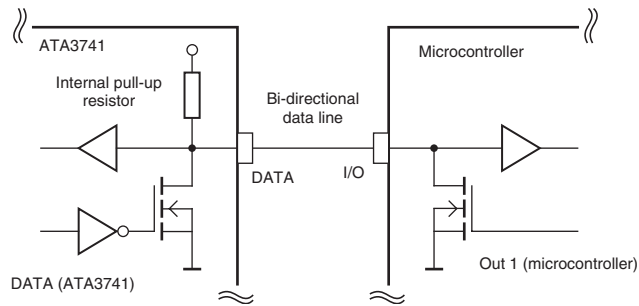 ATA3741
Microcontroller
Internal pull-up
resistor
Bi-directional
data line
DATA
I/O
DATA (ATA3741)
Out 1 (microcontroller)